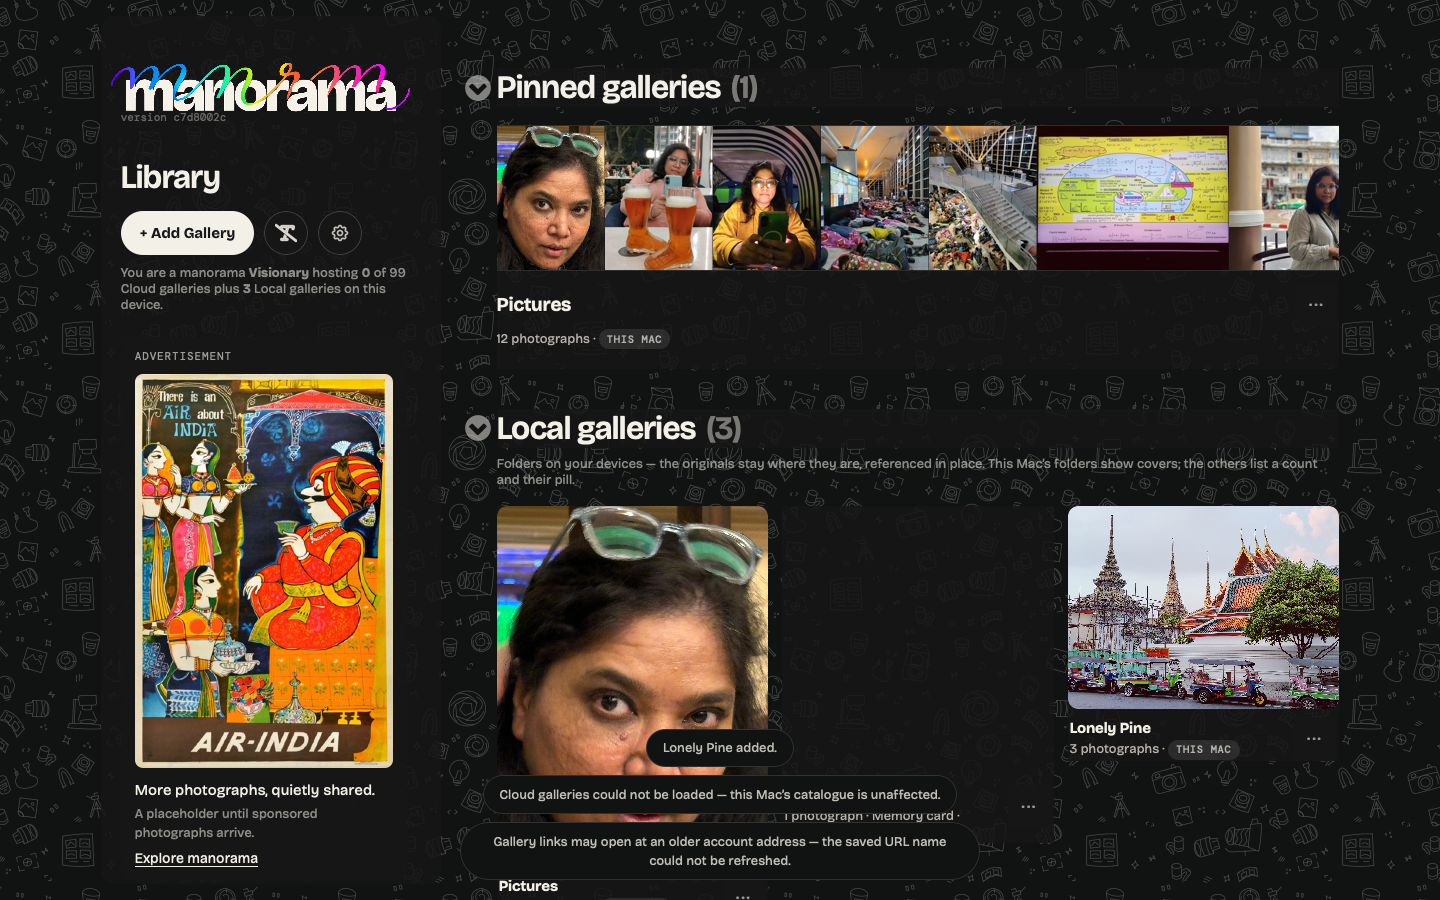 manorama
version c7d8002c
Library
+ Add Gallery
You are a manorama Visionary hosting 0 of 99
Cloud galleries plus 3 Local galleries on this
device.
ADVERTISEMENT
There is an
AIR about
INDIA
AIR-INDIA
More photographs, quietly shared.
A placeholder until sponsored
photographs arrive.
Explore manorama
Pinned galleries (1)
Pictures
12 photographs · THIS MAC
Local galleries (3)
Folders on your devices — the originals stay where they are, referenced in place. This Mac's folders show covers; the others list a count
and their pill.
Lonely Pine
3 photographs · THIS MAC
Lonely Pine added.
Cloud galleries could not be loaded — this Mac's catalogue is unaffected.
1 photograph · Memory card ·
Gallery links may open at an older account address — the saved URL name
could not be refreshed.
Pictures